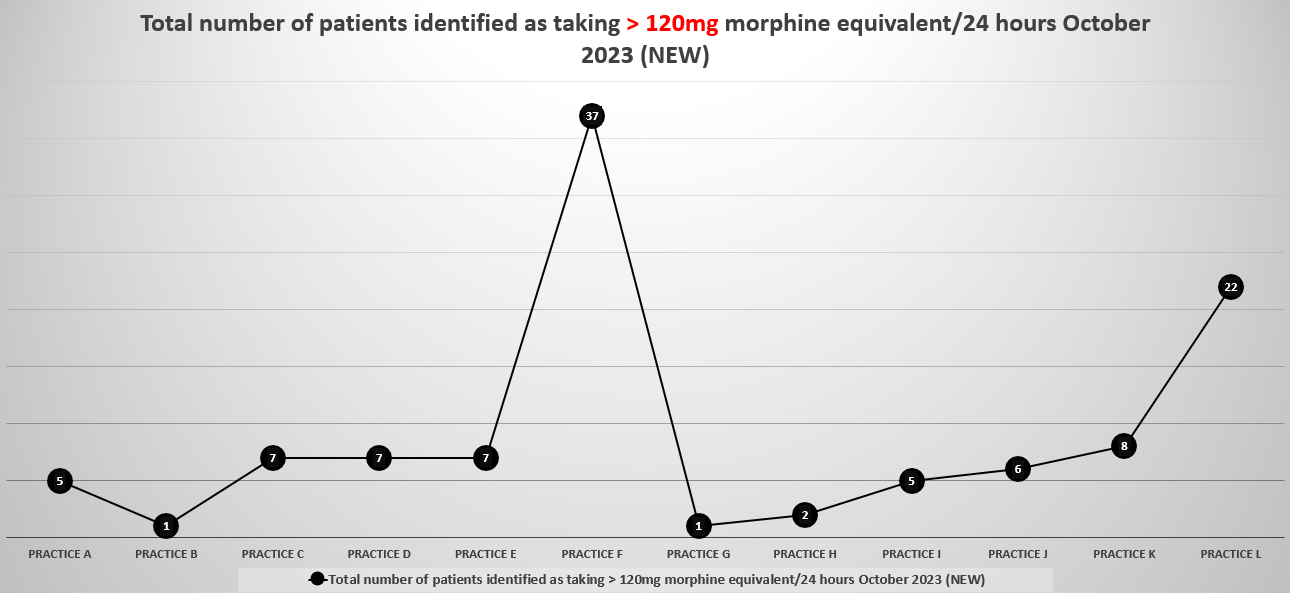 Total number of patients identified as taking > 120mg morphine equivalent/24 hours October
2023 (NEW)
37
22
7 7 7
8
6
5
5
2
1
1
PRACTICE A PRACTICE B PRACTICE C PRACTICE D PRACTICE E PRACTICE F PRACTICE G PRACTICE H PRACTICE I PRACTICE J PRACTICE K PRACTICE L
Total number of patients identified as taking > 120mg morphine equivalent/24 hours October 2023 (NEW)